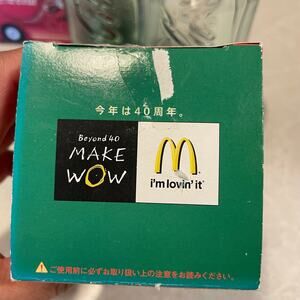 今年は40周年。
Beyond 40
MAKE
WOW
i'm lovin' it
⚠ご使用前に必ずお取り扱い上の注意をお読みください。